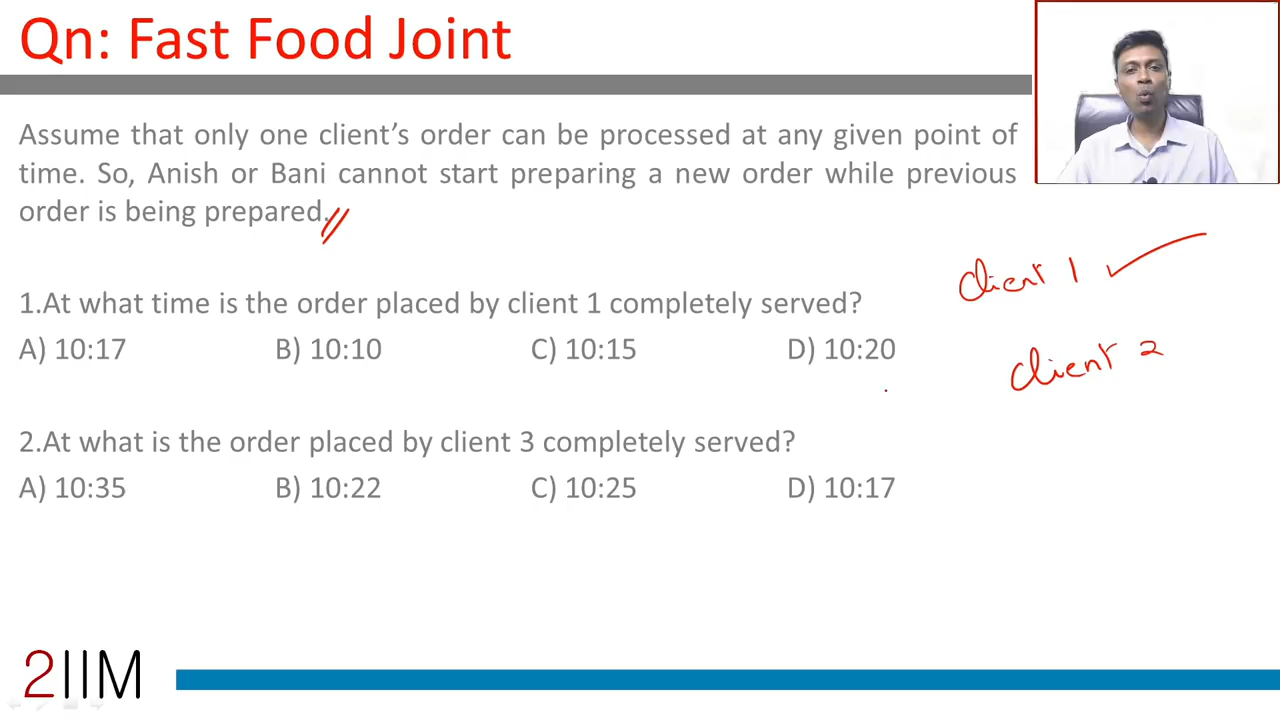 Qn: Fast Food Joint
Assume that only one client's order can be processed at any given point of
time. So, Anish or Bani cannot start preparing a new order while previous
order is being prepared.
client 1
1.At what time is the order placed by client 1 completely served?
A) 10:17 B) 10:10 C) 10:15 D) 10:20
client 2
2.At what is the order placed by client 3 completely served?
A) 10:35 B) 10:22 C) 10:25 D) 10:17
2IIM